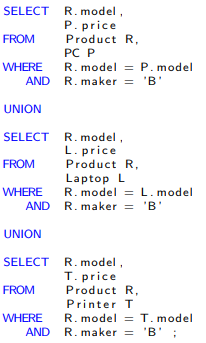 SELECT R.model,
P.price
FROM Product R,
PC P
WHERE R.model = P.model
AND R.maker = 'B'
UNION
SELECT R.model,
L.price
FROM Product R,
Laptop L
WHERE R.model = L.model
AND R.maker = 'B'
UNION
SELECT R.model,
T.price
FROM Product R,
Printer T
WHERE R.model = T.model
AND R.maker = 'B' ;